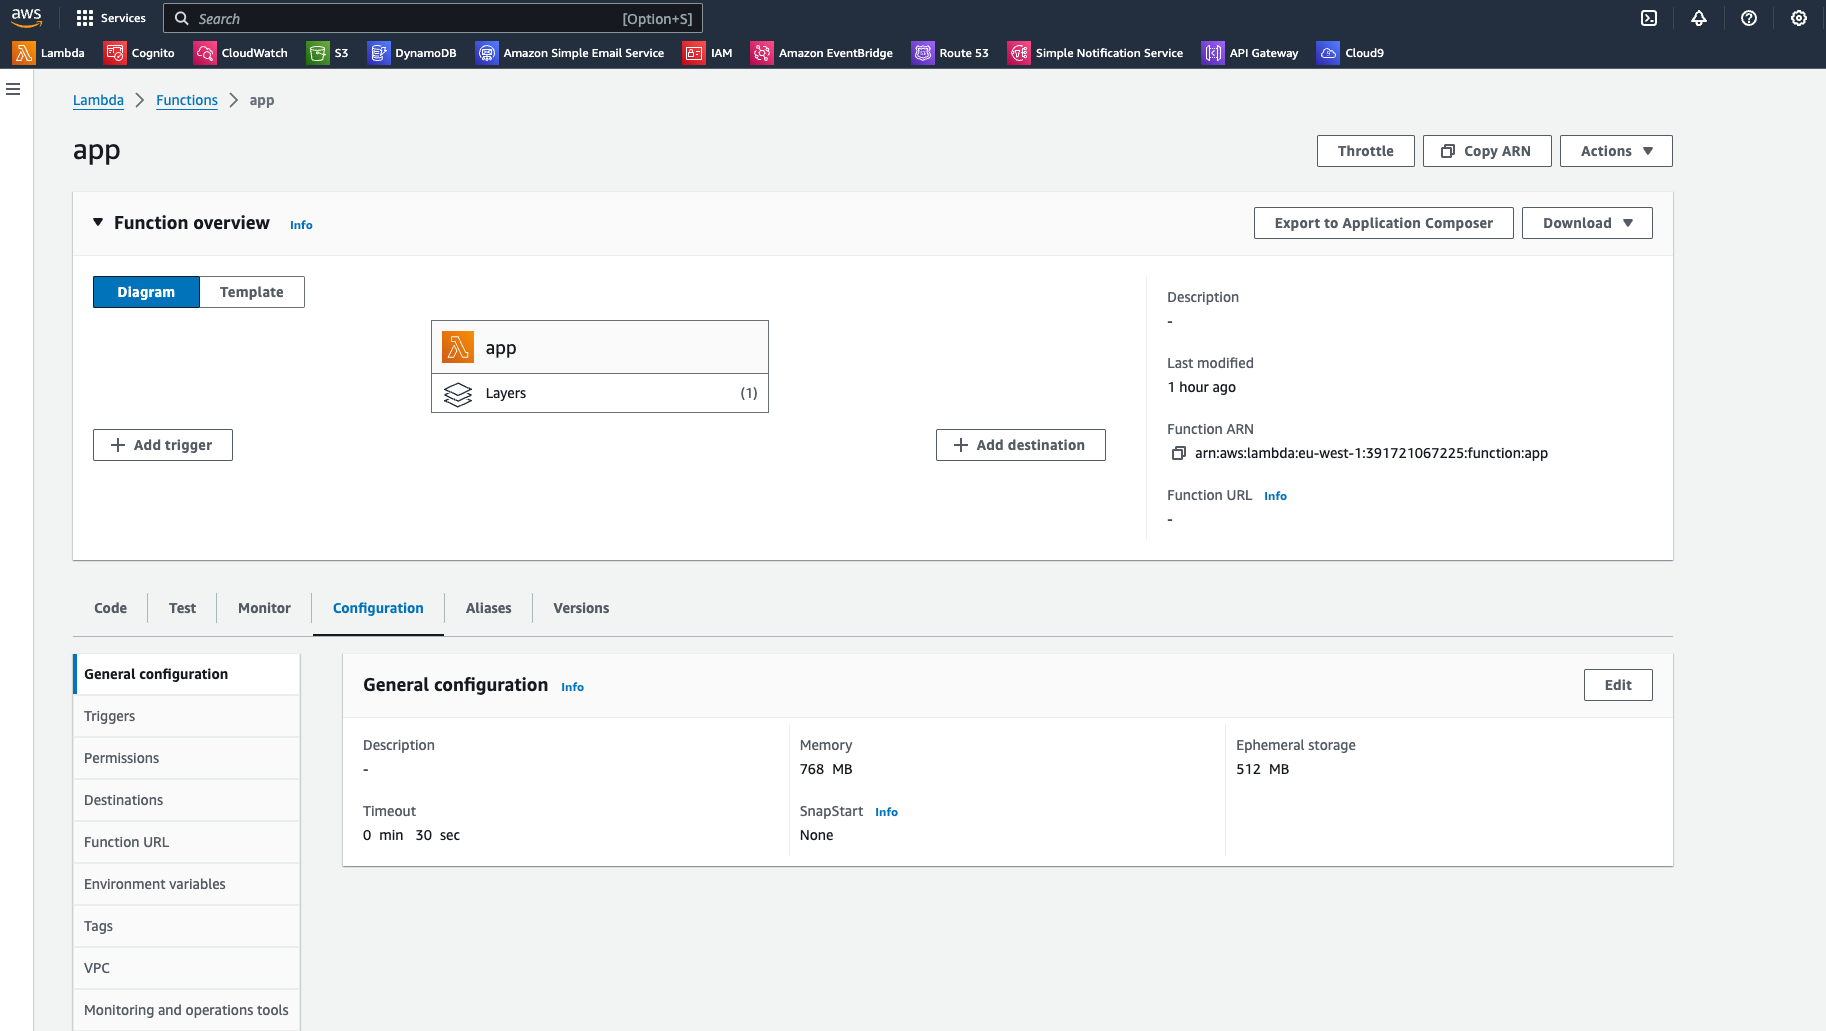 aws Services Search [Option+S]
Lambda Cognito CloudWatch S3 DynamoDB Amazon Simple Email Service IAM Amazon EventBridge Route 53 Simple Notification Service API Gateway Cloud9
Lambda Functions app
app
Throttle Copy ARN Actions
Function overview Info
Export to Application Composer Download
Diagram Template
app
Layers (1)
Add trigger
Add destination
Description
-
Last modified
1 hour ago
Function ARN
arn:aws:lambda:eu-west-1:391721067225:function:app
Function URL Info
-
Code Test Monitor Configuration Aliases Versions
General configuration
Triggers
Permissions
Destinations
Function URL
Environment variables
Tags
VPC
Monitoring and operations tools
General configuration Info
Edit
Description
-
Timeout
0 min 30 sec
Memory
768 MB
SnapStart Info
None
Ephemeral storage
512 MB